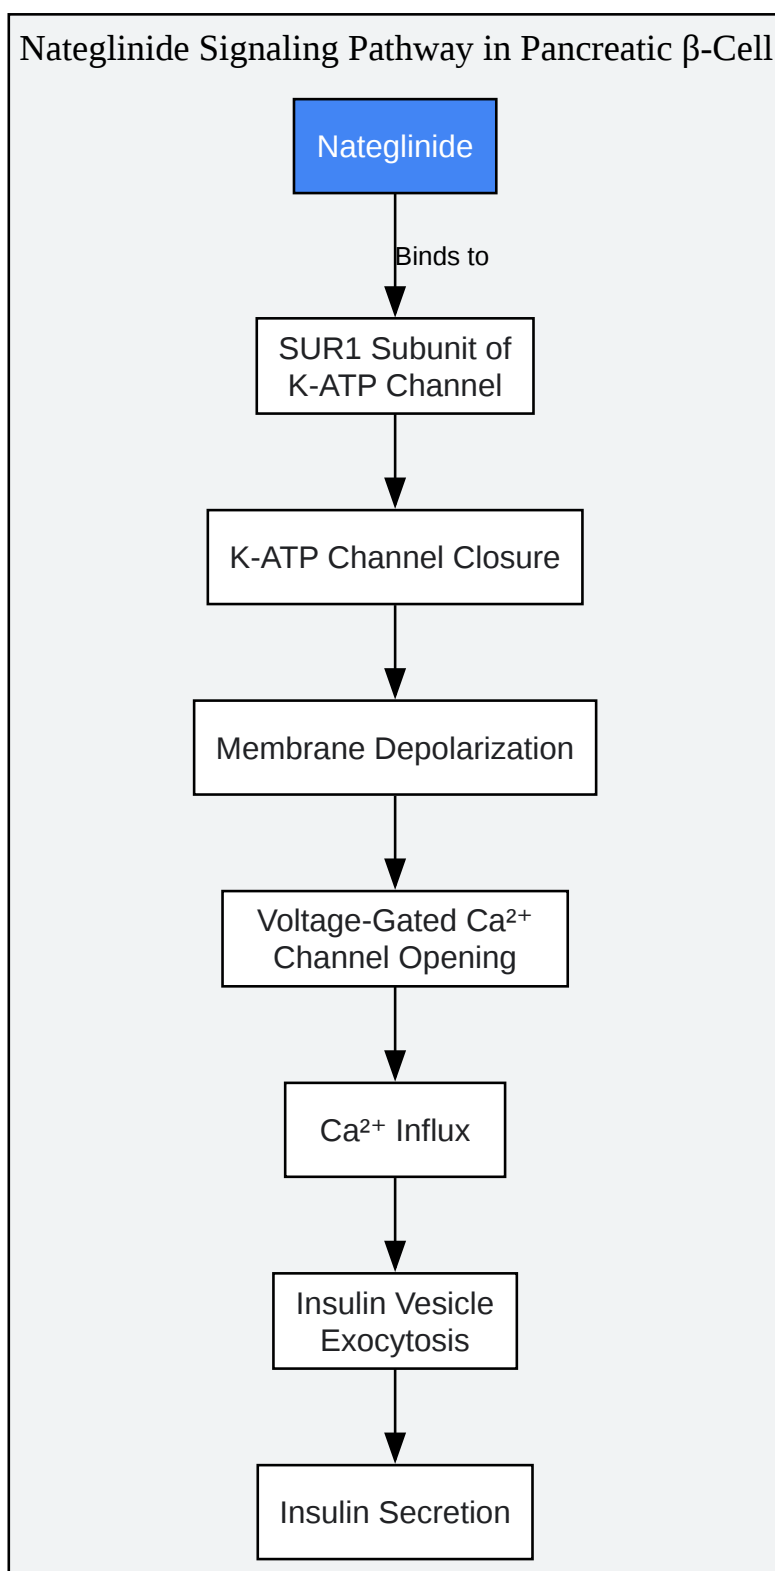 Nateglinide Signaling Pathway in Pancreatic β-Cell
Nateglinide
Binds to
SUR1 Subunit of
K-ATP Channel
K-ATP Channel Closure
Membrane Depolarization
Voltage-Gated Ca²⁺
Channel Opening
Ca²⁺ Influx
Insulin Vesicle
Exocytosis
Insulin Secretion